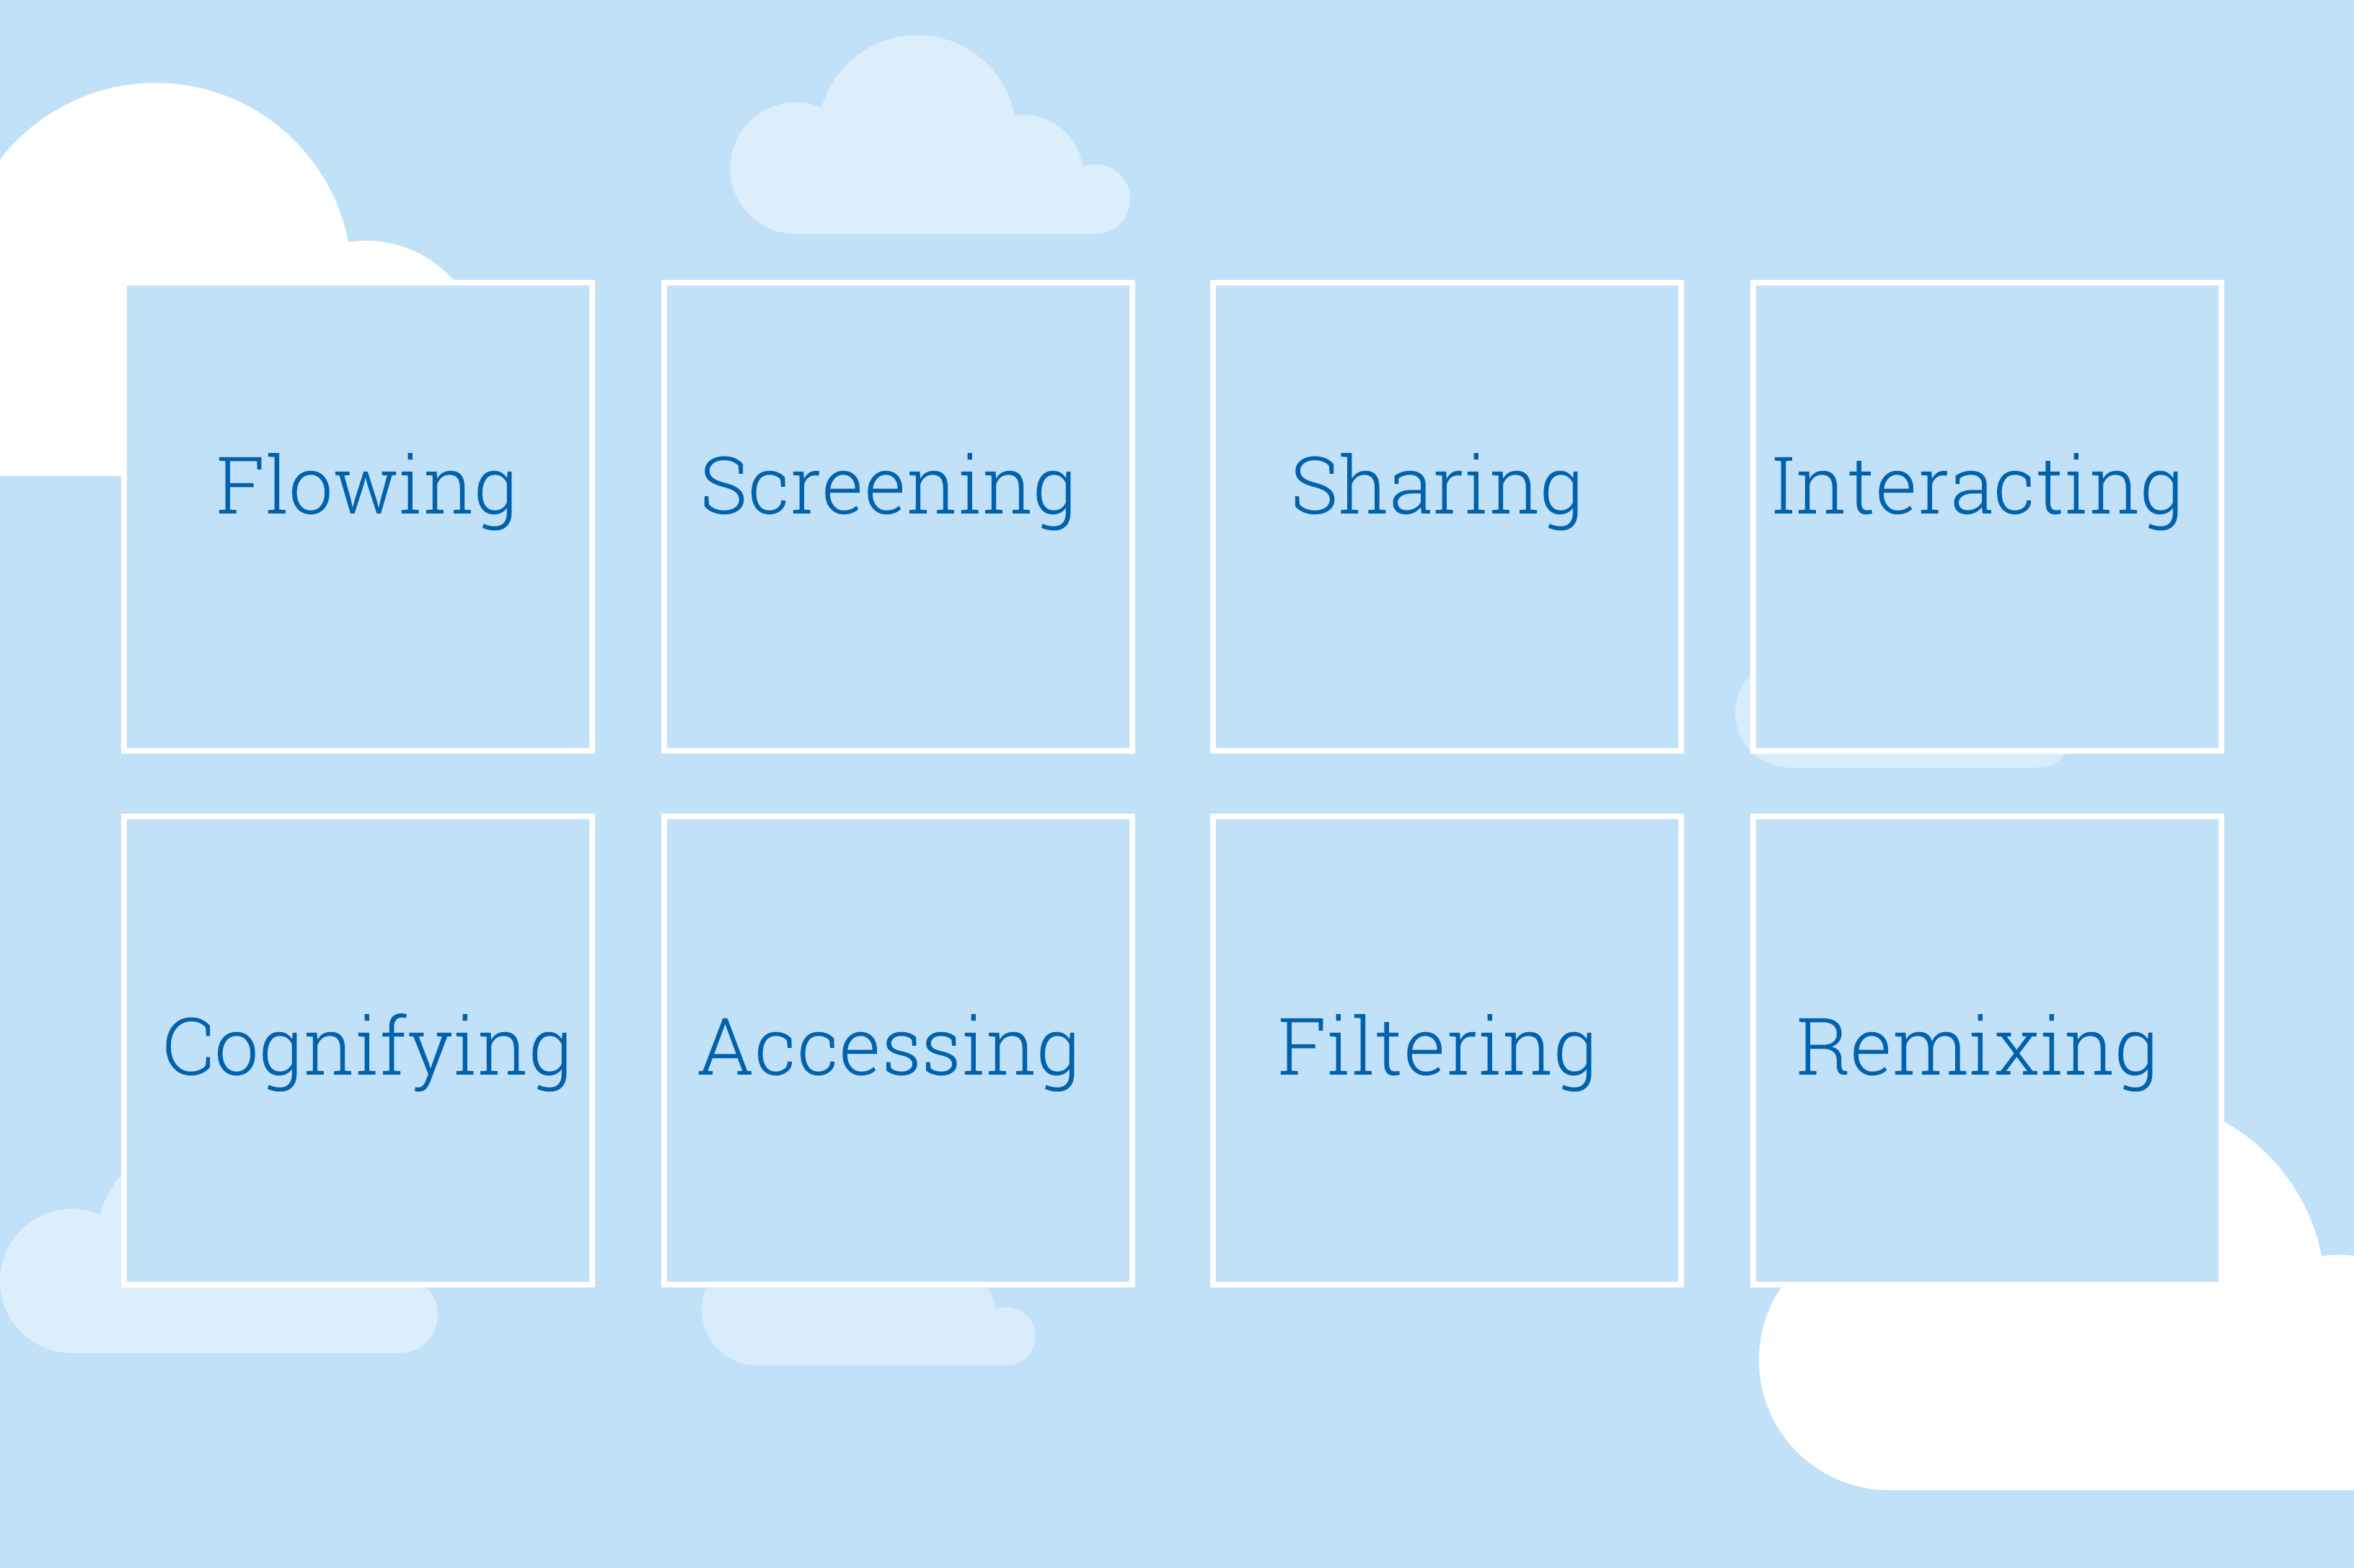 Flowing
Screening
Sharing
Interacting
Cognifying
Accessing
Filtering
Remixing